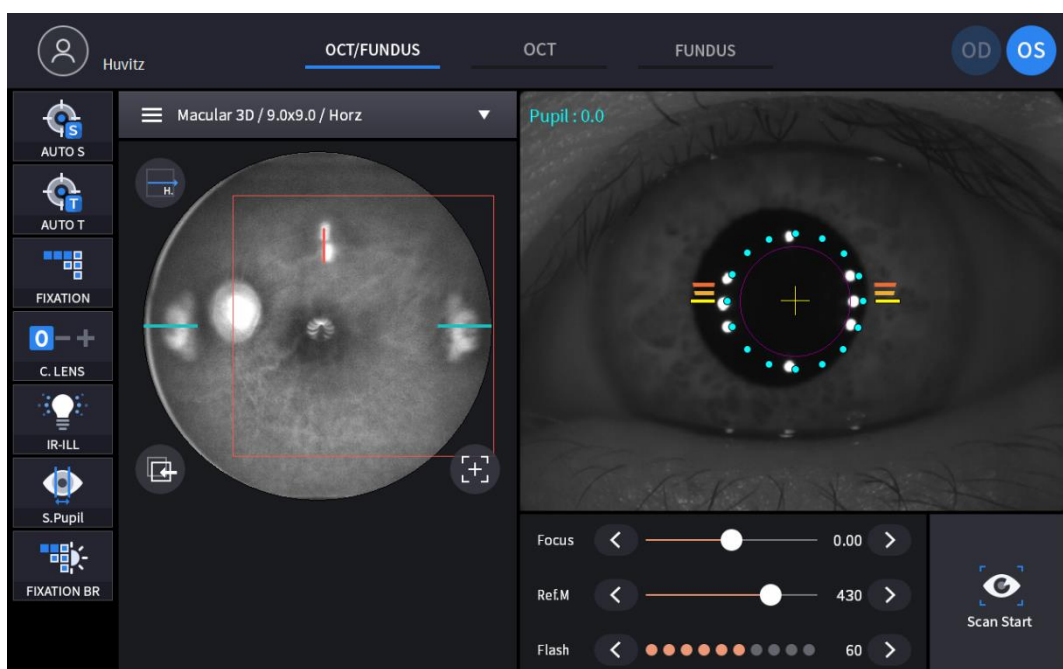 Huvitz
OCT/FUNDUS
OCT
FUNDUS
OD
OS
AUTO S
AUTO T
FIXATION
0
C. LENS
IR-ILL
S.Pupil
FIXATION BR
Macular 3D / 9.0x9.0 / Horz
H.
Pupil : 0.0
Focus 0.00
Ref.M 430
Flash 60
Scan Start